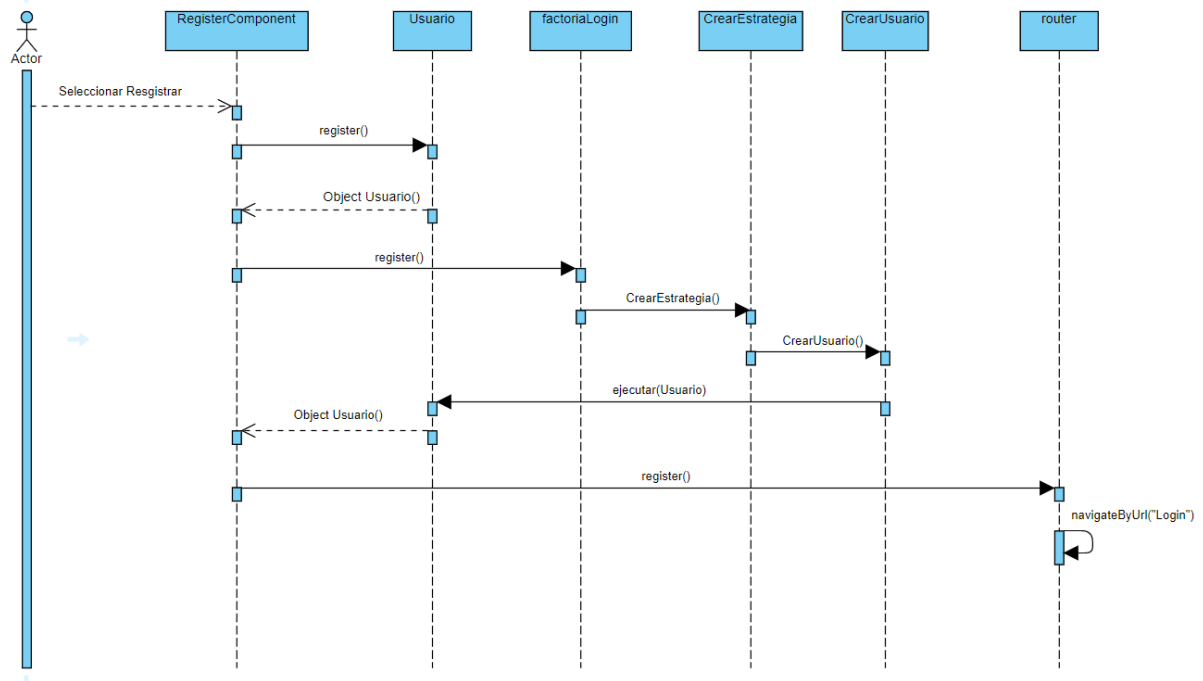 RegisterComponent
Usuario
factoriaLogin
CrearEstrategia
CrearUsuario
router
Actor
Seleccionar Resgistrar
register()
Object Usuario()
register()
CrearEstrategia()
CrearUsuario()
ejecutar(Usuario)
Object Usuario()
register()
navigateByUrl("Login")